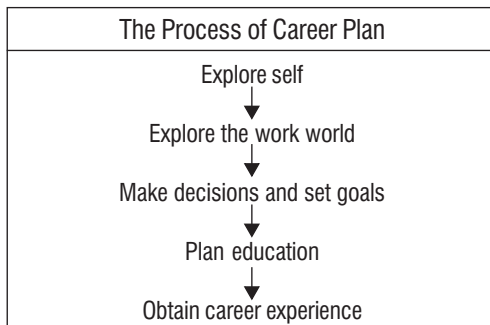 The Process of Career Plan
Explore self
Explore the work world
Make decisions and set goals
Plan education
Obtain career experience